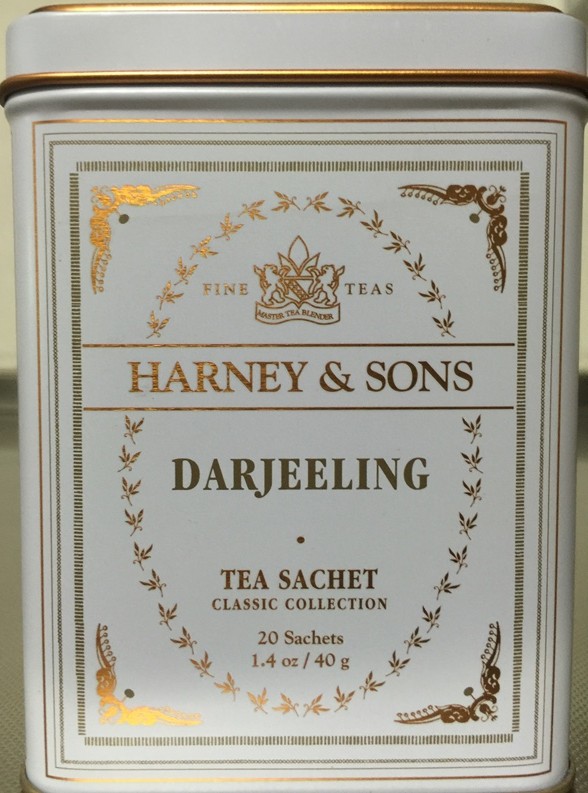 FINE TEAS
MASTER TEA BLENDER
HARNEY & SONS
DARJEELING
TEA SACHET
CLASSIC COLLECTION
20 Sachets
1.4 oz / 40 g